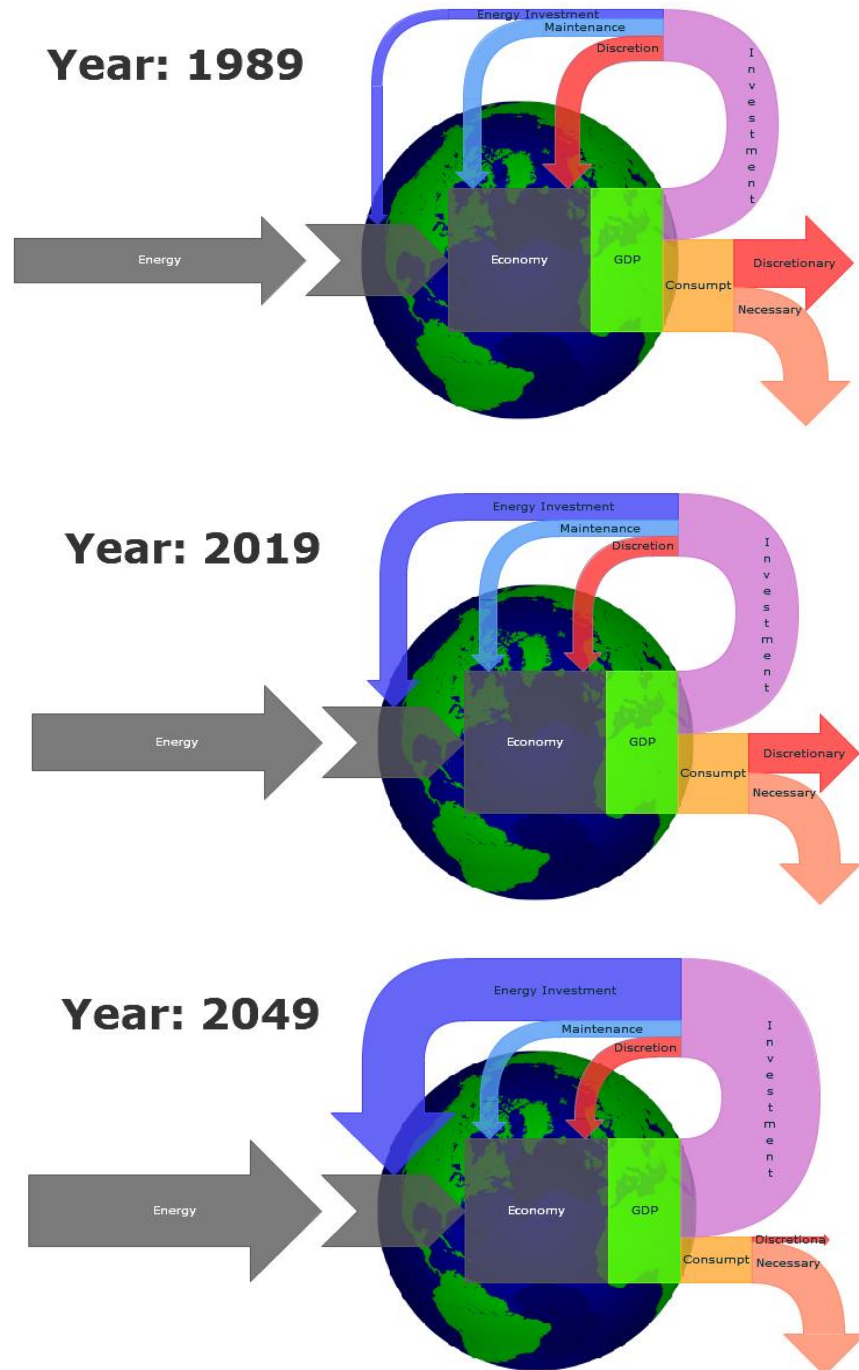 Energy Investment
Maintenance
Discretion
Year: 1989
Investment
Energy
Economy
GDP
Consumpt
Discretionary
Necessary
Energy Investment
Maintenance
Discretion
Year: 2019
Investment
Energy
Economy
GDP
Consumpt
Discretionary
Necessary
Energy Investment
Year: 2049
Maintenance
Discretion
Investment
Energy
Economy
GDP
Discretiona
Consumpt
Necessary